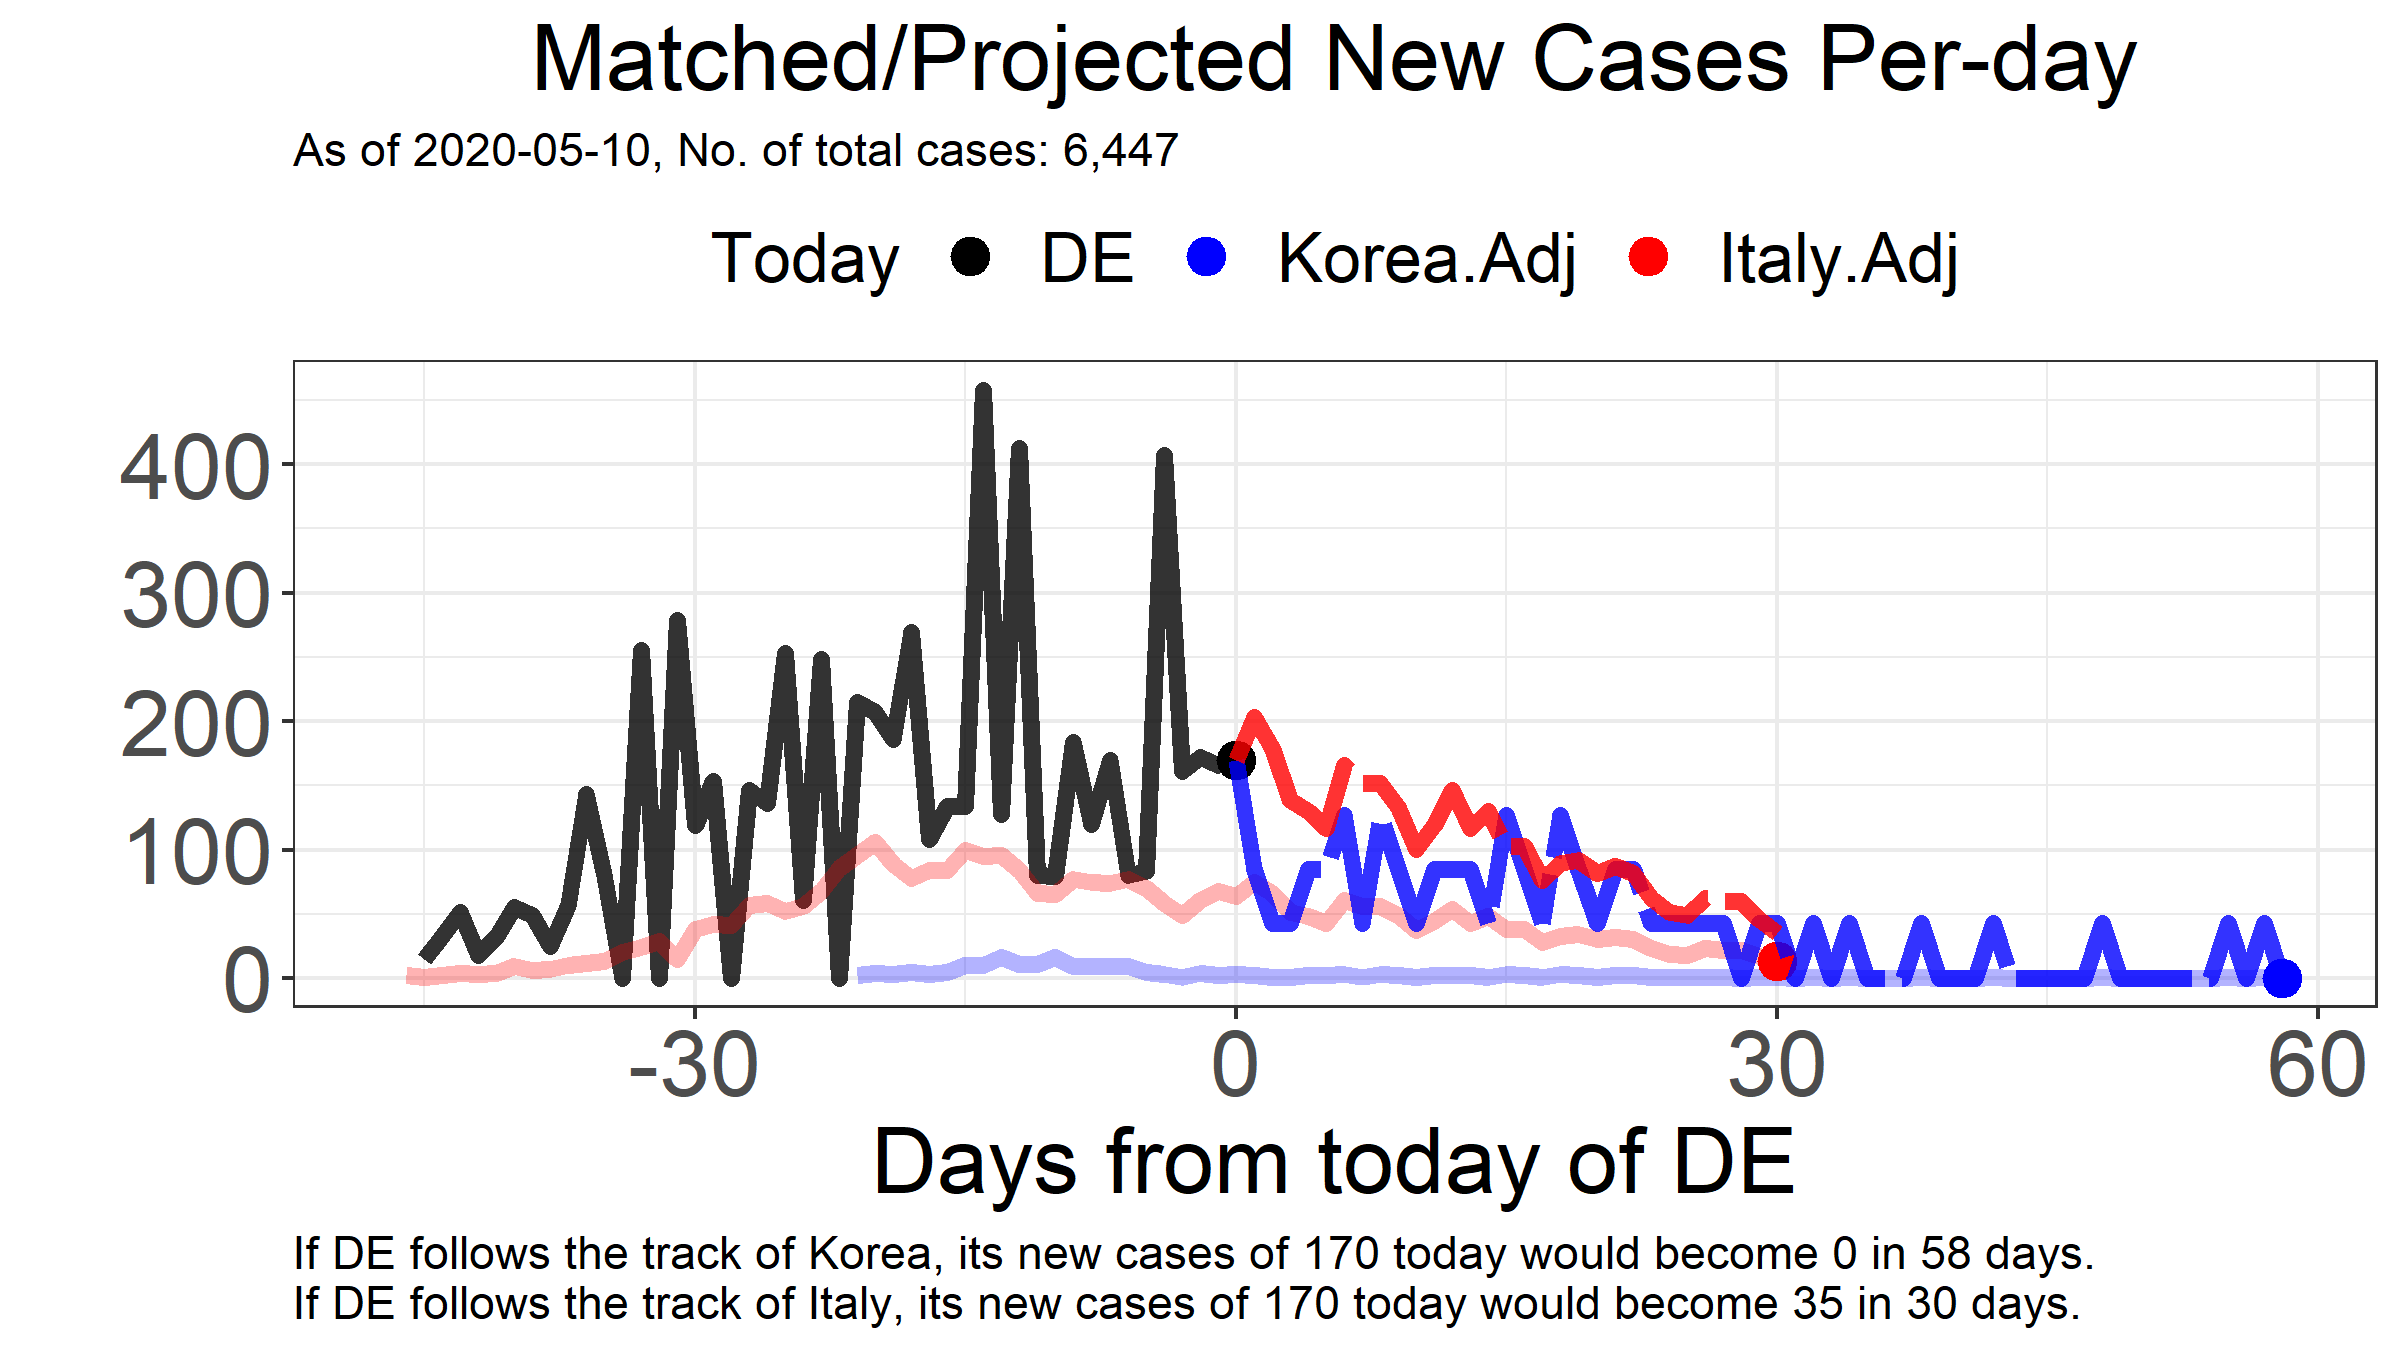 Matched/Projected New Cases Per-day
As of 2020-05-10, No. of total cases: 6,447
Today DE Korea.Adj Italy.Adj
400
300
200
100
0
-30 0 30 60
Days from today of DE
If DE follows the track of Korea, its new cases of 170 today would become 0 in 58 days.
If DE follows the track of Italy, its new cases of 170 today would become 35 in 30 days.